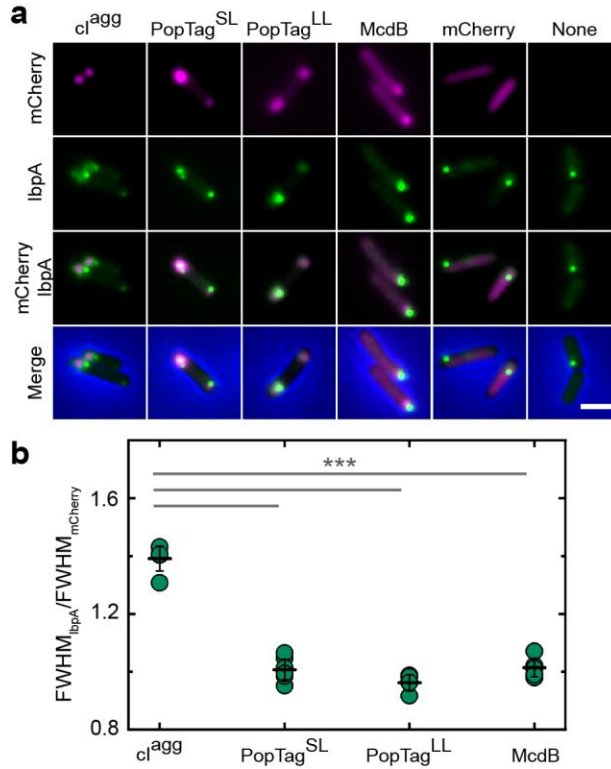 a
cI^agg PopTag^SL PopTag^LL McdB mCherry None
mCherry
IbpA
mCherry
IbpA
Merge
b
***
FWHM_IbpA/FWHM_mCherry
1.6
1.2
0.8
cI^agg PopTag^SL PopTag^LL McdB